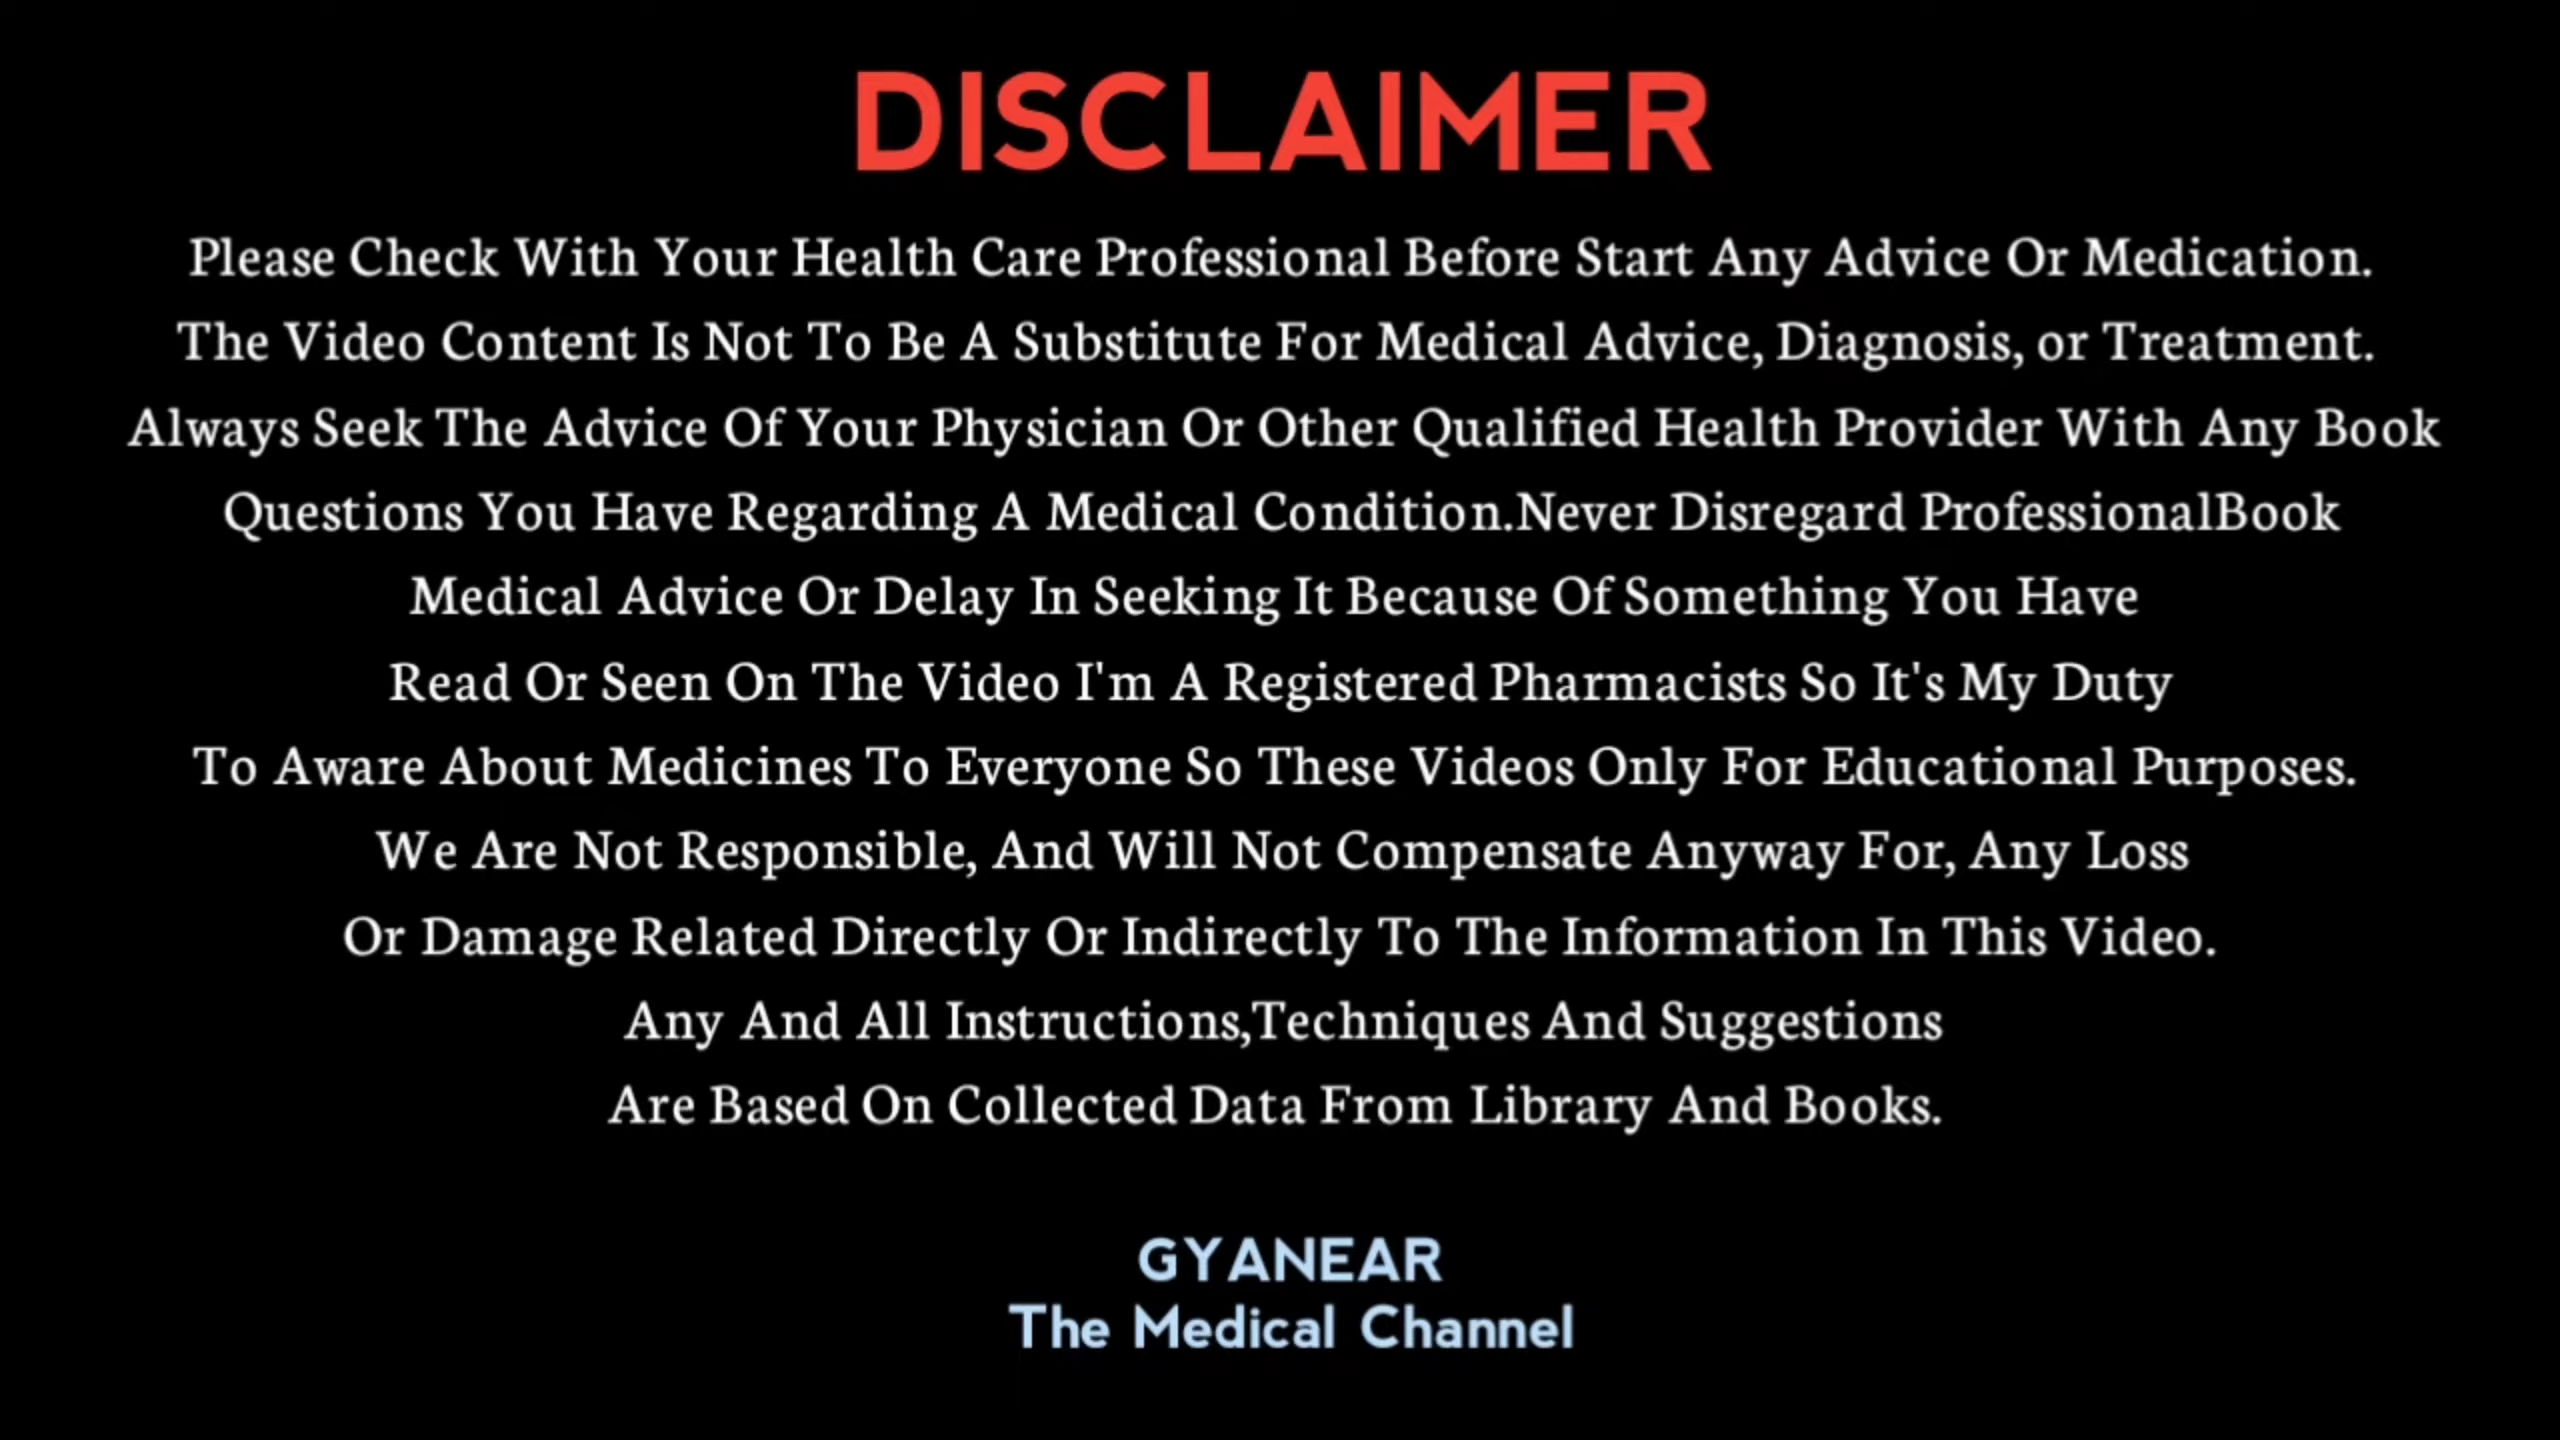 DISCLAIMER
Please Check With Your Health Care Professional Before Start Any Advice Or Medication.
The Video Content Is Not To Be A Substitute For Medical Advice, Diagnosis, or Treatment.
Always Seek The Advice Of Your Physician Or Other Qualified Health Provider With Any Book
Questions You Have Regarding A Medical Condition.Never Disregard ProfessionalBook
Medical Advice Or Delay In Seeking It Because Of Something You Have
Read Or Seen On The Video I'm A Registered Pharmacists So It's My Duty
To Aware About Medicines To Everyone So These Videos Only For Educational Purposes.
We Are Not Responsible, And Will Not Compensate Anyway For, Any Loss
Or Damage Related Directly Or Indirectly To The Information In This Video.
Any And All Instructions,Techniques And Suggestions
Are Based On Collected Data From Library And Books.
GYANEAR
The Medical Channel